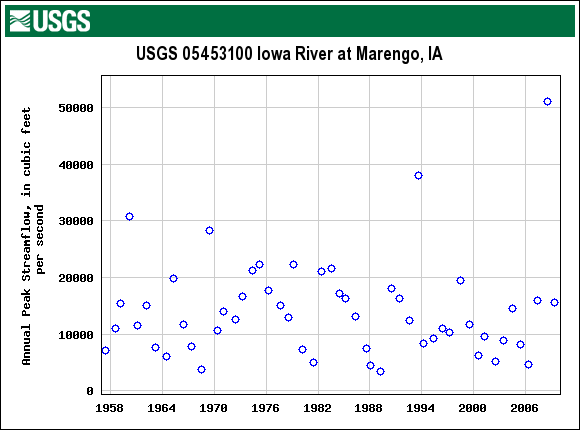 USGS
USGS 05453100 Iowa River at Marengo, IA
Annual Peak Streamflow, in cubic feet
per second
50000
40000
30000
20000
10000
0
1958 1964 1970 1976 1982 1988 1994 2000 2006